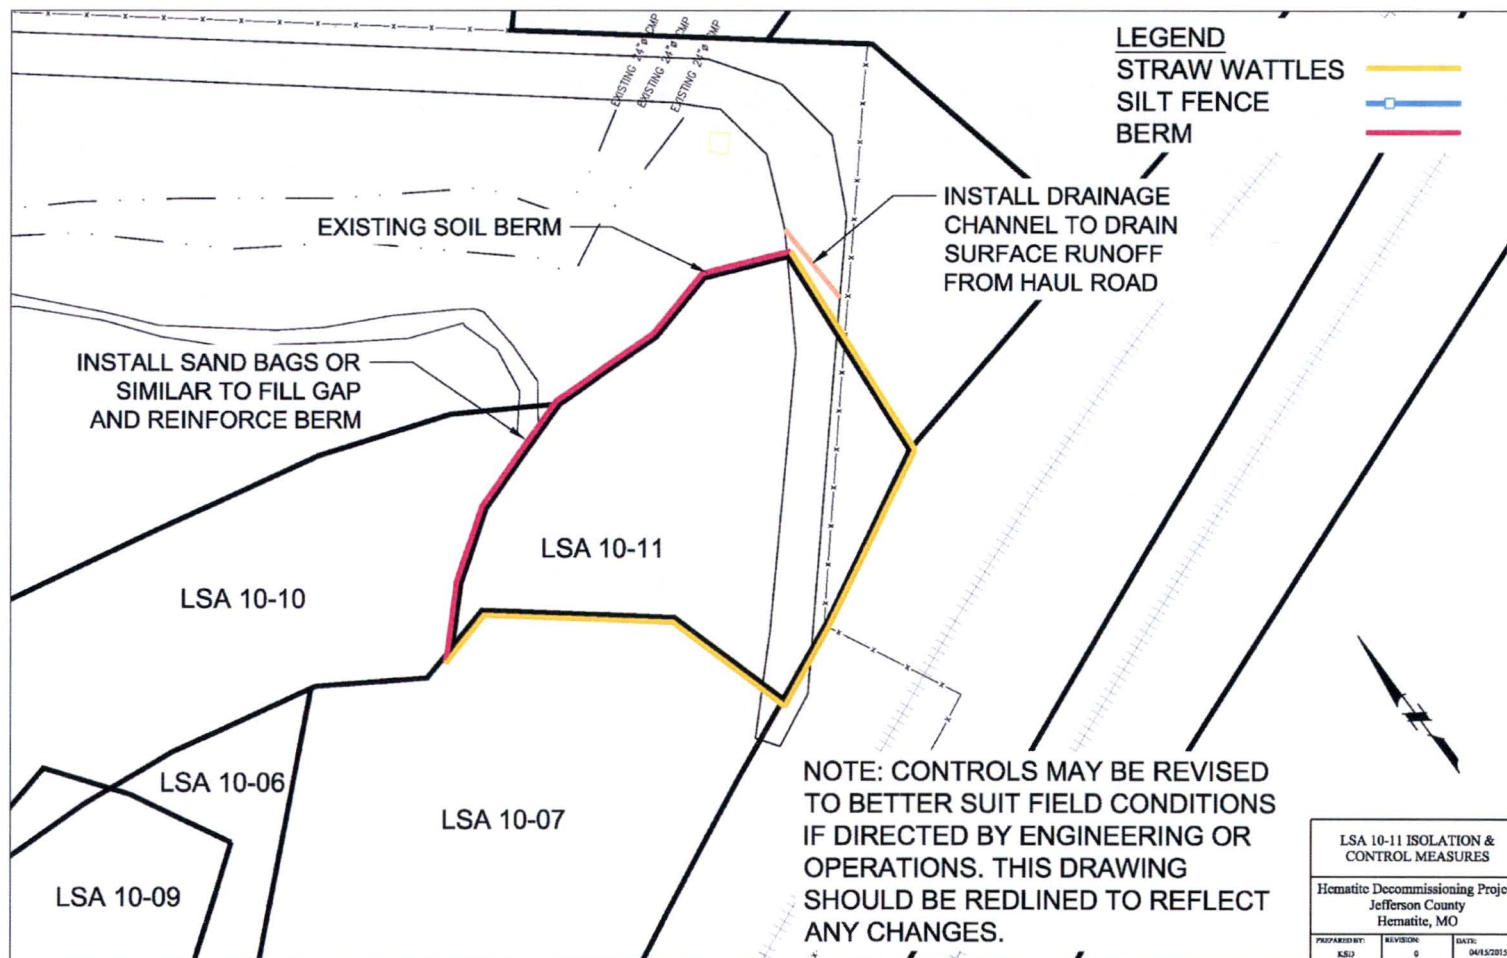 EXISTING 24"ø CMP
EXISTING 24"ø CMP
EXISTING 24"ø CMP
LEGEND
STRAW WATTLES
SILT FENCE
BERM
INSTALL DRAINAGE
CHANNEL TO DRAIN
SURFACE RUNOFF
FROM HAUL ROAD
EXISTING SOIL BERM
INSTALL SAND BAGS OR
SIMILAR TO FILL GAP
AND REINFORCE BERM
LSA 10-11
LSA 10-10
LSA 10-06
LSA 10-07
LSA 10-09
NOTE: CONTROLS MAY BE REVISED
TO BETTER SUIT FIELD CONDITIONS
IF DIRECTED BY ENGINEERING OR
OPERATIONS. THIS DRAWING
SHOULD BE REDLINED TO REFLECT
ANY CHANGES.
LSA 10-11 ISOLATION &
CONTROL MEASURES
Hematite Decommissioning Proje
Jefferson County
Hematite, MO
PREPARED BY: REVISION: DATE:
KSD 0 04/15/2015